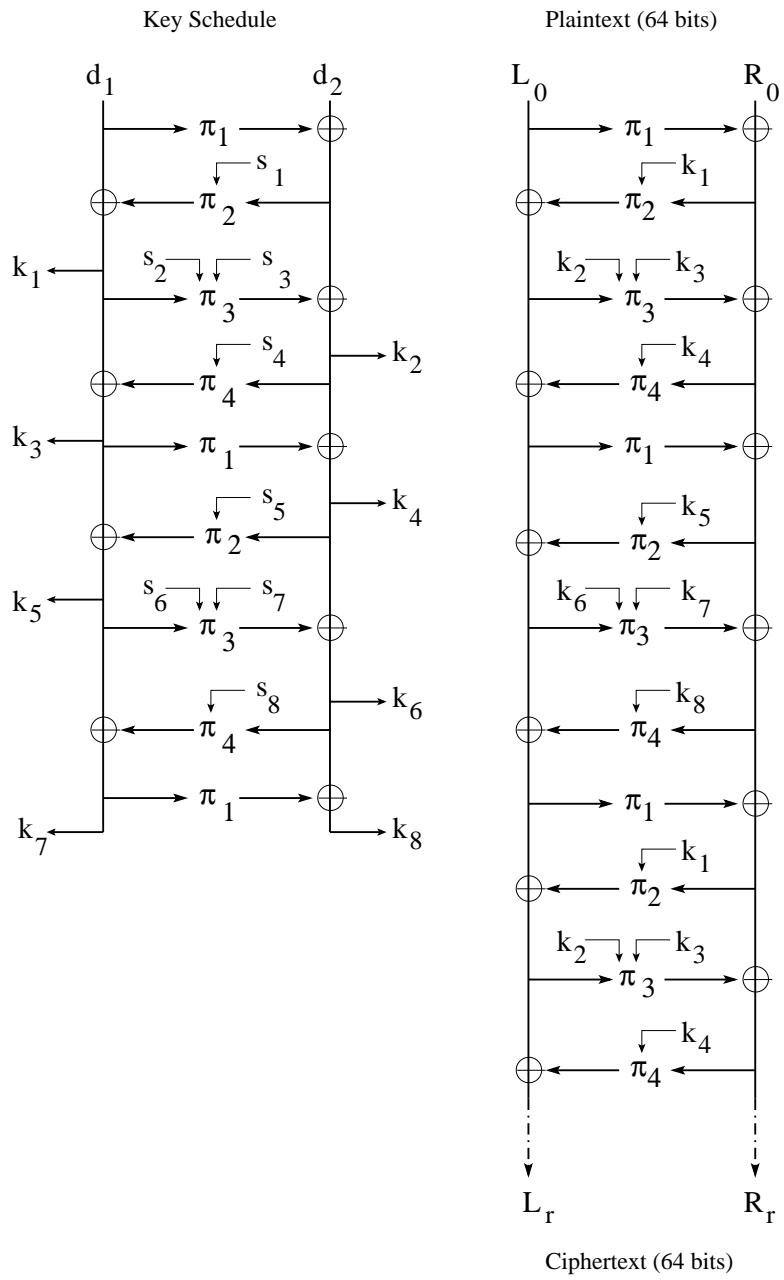 Key Schedule
d1 d2
π1
s1
π2
k1
s2 s3
π3
s4
k2
π4
k3
π1
s5
k4
π2
k5
s6 s7
π3
s8
k6
π4
π1
k7 k8
Plaintext (64 bits)
L0 R0
π1
k1
π2
k2 k3
π3
k4
π4
π1
k5
π2
k6 k7
π3
k8
π4
π1
k1
π2
k2 k3
π3
k4
π4
Lr Rr
Ciphertext (64 bits)